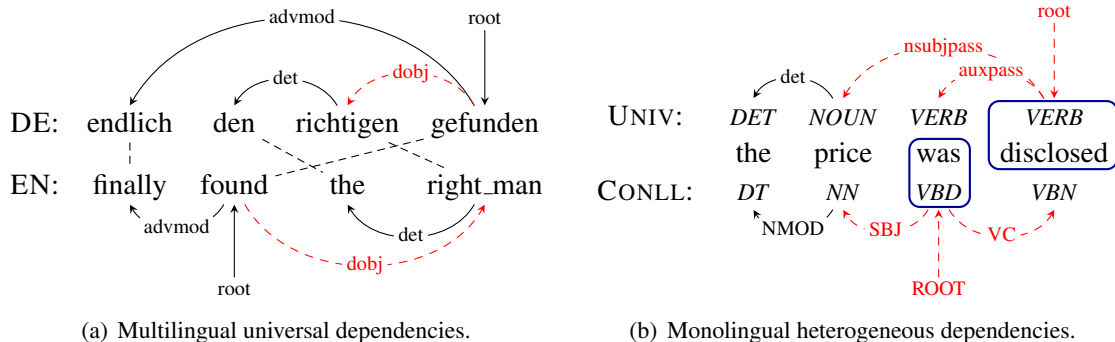 advmod
root
det
dobj
DE: endlich den richtigen gefunden
EN: finally found the right_man
advmod
det
dobj
root
(a) Multilingual universal dependencies.
root
nsubjpass
det
auxpass
UNIV: DET NOUN VERB VERB
the price was disclosed
CONLL: DT NN VBD VBN
NMOD SBJ VC
ROOT
(b) Monolingual heterogeneous dependencies.